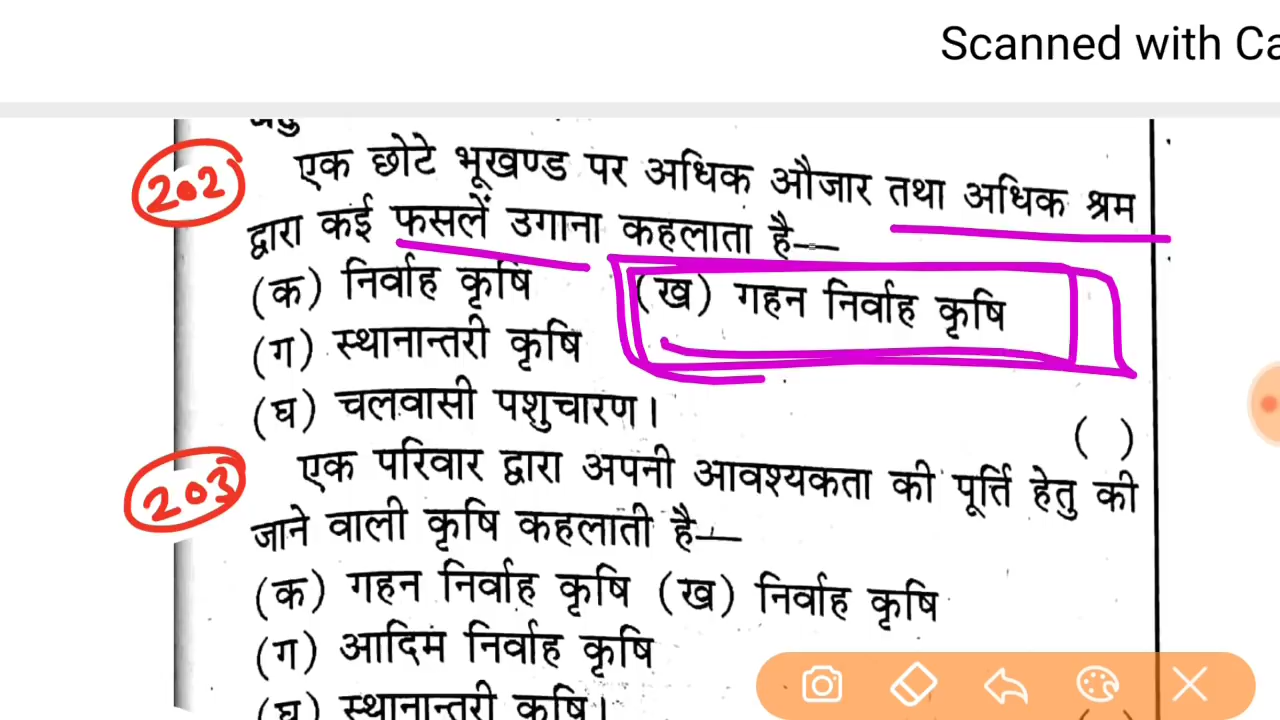 Scanned with Ca
202 एक छोटे भूखण्ड पर अधिक औजार तथा अधिक श्रम
द्वारा कई फसलें उगाना कहलाता है—
(क) निर्वाह कृषि (ख) गहन निर्वाह कृषि
(ग) स्थानान्तरी कृषि
(घ) चलवासी पशुचारण। ( )
203 एक परिवार द्वारा अपनी आवश्यकता की पूर्त्ति हेतु की
जाने वाली कृषि कहलाती है—
(क) गहन निर्वाह कृषि (ख) निर्वाह कृषि
(ग) आदिम निर्वाह कृषि
(घ) स्थानान्तरी कृषि।